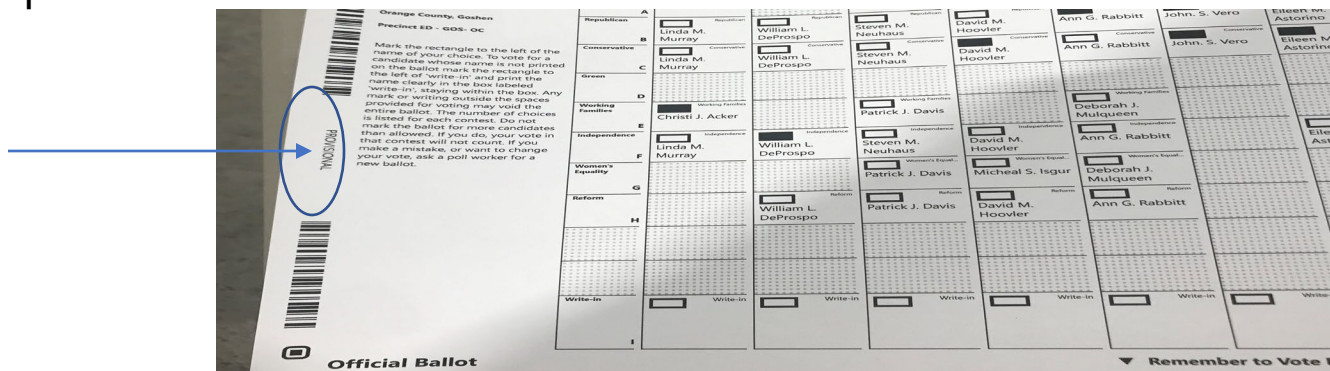 Orange County, Goshen
Precinct ED - GOS- OC
Mark the rectangle to the left of the
name of your choice. To vote for a
candidate whose name is not printed
on the ballot mark the rectangle to
the left of 'write-in' and print the
name clearly in the box labeled
'write-in', staying within the box. Any
mark or writing outside the spaces
provided for voting may void the
entire ballot. The number of choices
is listed for each contest. Do not
mark the ballot for more candidates
than allowed. If you do, your vote in
that contest will not count. If you
make a mistake, or want to change
your vote, ask a poll worker for a
new ballot.
PROVISIONAL
A
Republican
B
Republican
Linda M.
Murray
Republican
William L.
DeProspo
Steven M.
Neuhaus
David M.
Hoovler
Ann G. Rabbitt
John. S. Vero
Eileen M
Astorino
Conservative
C
Conservative
Linda M.
Murray
Conservative
William L.
DeProspo
Conservative
Steven M.
Neuhaus
Conservative
David M.
Hoovler
Conservative
Ann G. Rabbitt
Conservative
John. S. Vero
Eileen M
Astorino
Green
D
Working
Families
E
Working Families
Christi J. Acker
Working Families
Patrick J. Davis
Working Families
Deborah J.
Mulqueen
Independence
F
Independence
Linda M.
Murray
Independence
William L.
DeProspo
Independence
Steven M.
Neuhaus
Independence
David M.
Hoovler
Independence
Ann G. Rabbitt
Women's
Equality
G
Women's Equal...
Patrick J. Davis
Women's Equal...
Micheal S. Isgur
Women's Equal...
Deborah J.
Mulqueen
Reform
H
Reform
William L.
DeProspo
Reform
Patrick J. Davis
Reform
David M.
Hoovler
Reform
Ann G. Rabbitt
Write-in
I
Write-in
Write-in
Write-in
Write-in
Write-in
Write-in
Official Ballot
Remember to Vote